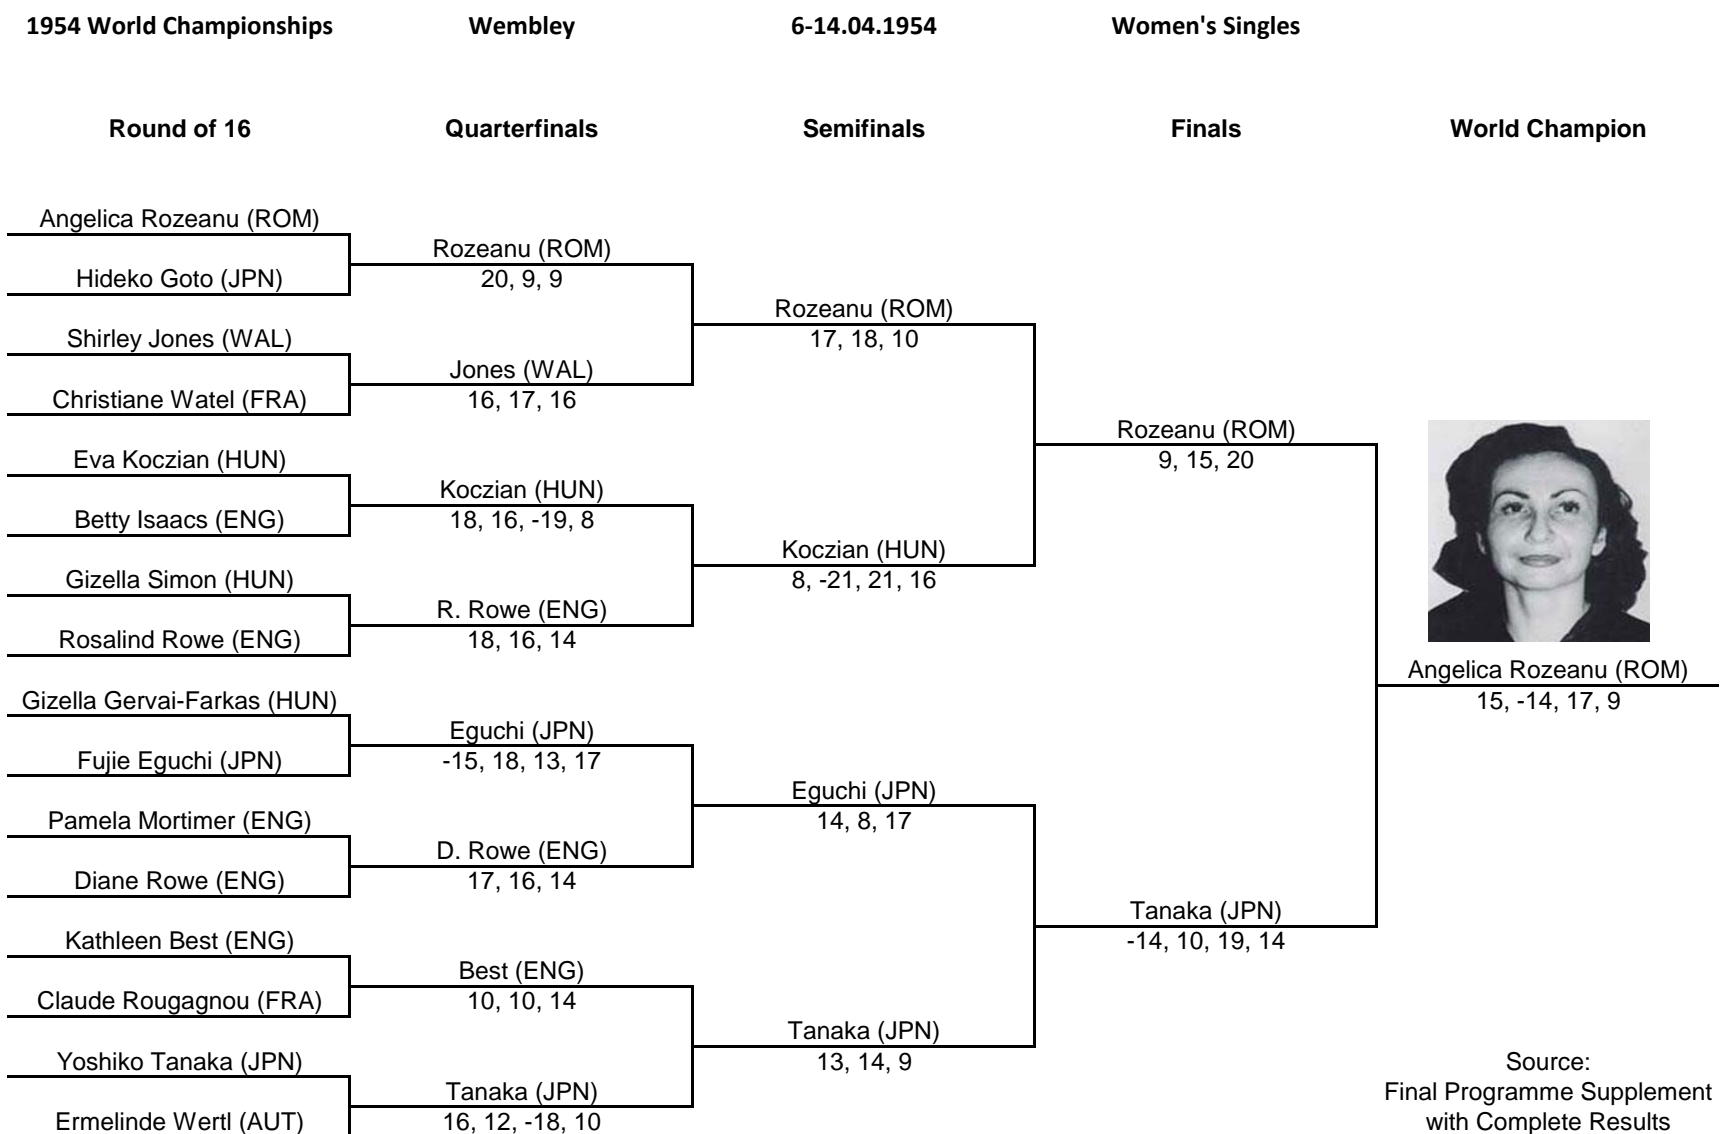 1954 World Championships Wembley 6-14.04.1954 Women's Singles
Round of 16 Quarterfinals Semifinals Finals World Champion
Angelica Rozeanu (ROM)
Rozeanu (ROM)
Hideko Goto (JPN)
20, 9, 9
Rozeanu (ROM)
17, 18, 10
Shirley Jones (WAL)
Jones (WAL)
Christiane Watel (FRA)
16, 17, 16
Rozeanu (ROM)
9, 15, 20
Eva Koczian (HUN)
Koczian (HUN)
Betty Isaacs (ENG)
18, 16, -19, 8
Koczian (HUN)
8, -21, 21, 16
Gizella Simon (HUN)
R. Rowe (ENG)
Rosalind Rowe (ENG)
18, 16, 14
Angelica Rozeanu (ROM)
15, -14, 17, 9
Gizella Gervai-Farkas (HUN)
Eguchi (JPN)
Fujie Eguchi (JPN)
-15, 18, 13, 17
Eguchi (JPN)
14, 8, 17
Pamela Mortimer (ENG)
D. Rowe (ENG)
Diane Rowe (ENG)
17, 16, 14
Tanaka (JPN)
-14, 10, 19, 14
Kathleen Best (ENG)
Best (ENG)
Claude Rougagnou (FRA)
10, 10, 14
Tanaka (JPN)
13, 14, 9
Yoshiko Tanaka (JPN)
Tanaka (JPN)
Ermelinde Wertl (AUT)
16, 12, -18, 10
Source:
Final Programme Supplement
with Complete Results